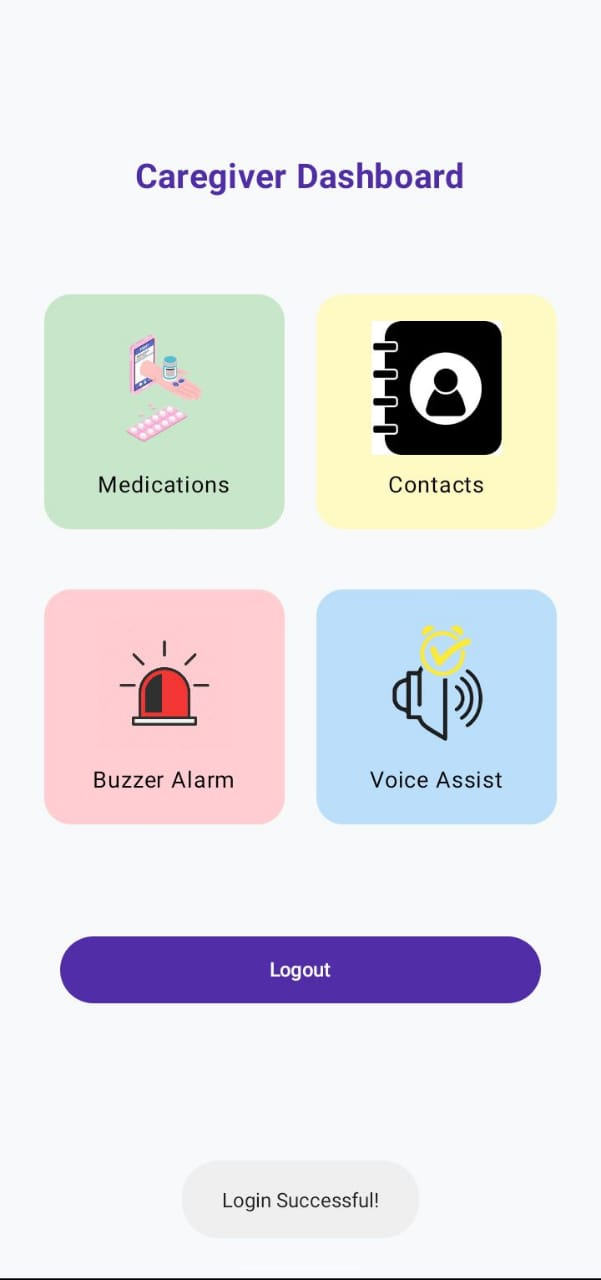 Caregiver Dashboard
Medications
Contacts
Buzzer Alarm
Voice Assist
Logout
Login Successful!